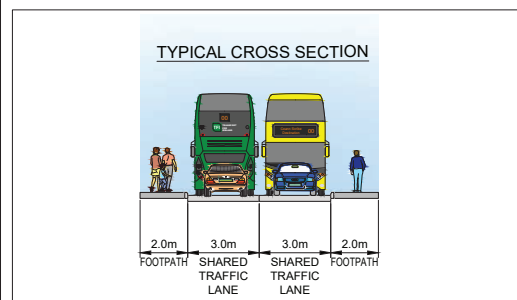 TYPICAL CROSS SECTION
2.0m 3.0m 3.0m 2.0m
FOOTPATH SHARED SHARED FOOTPATH
TRAFFIC TRAFFIC
LANE LANE